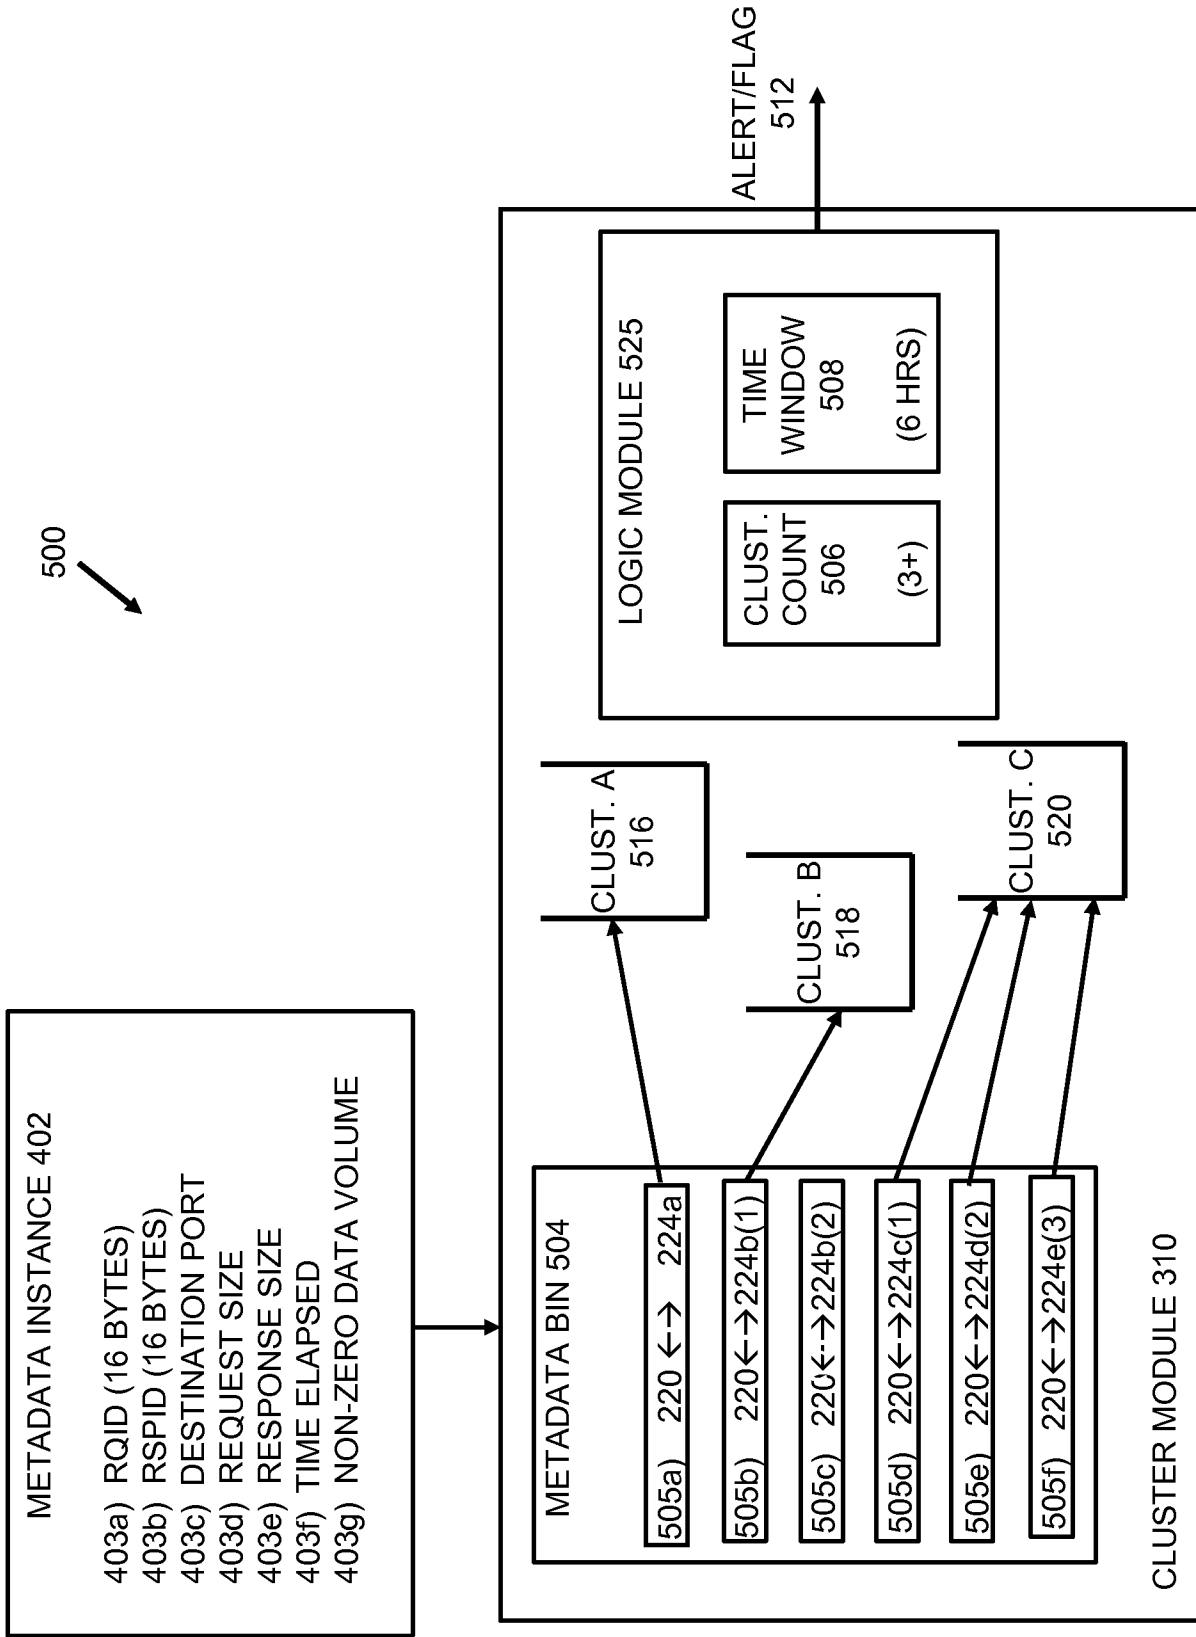 500
METADATA INSTANCE 402
403a) RQID (16 BYTES)
403b) RSPID (16 BYTES)
403c) DESTINATION PORT
403d) REQUEST SIZE
403e) RESPONSE SIZE
403f) TIME ELAPSED
403g) NON-ZERO DATA VOLUME
METADATA BIN 504
505a) 220 ←→ 224a
505b) 220←→224b(1)
505c) 220←→224b(2)
505d) 220←→224c(1)
505e) 220←→224d(2)
505f) 220←→224e(3)
CLUST. A
516
CLUST. B
518
CLUST. C
520
LOGIC MODULE 525
CLUST.
COUNT
506
(3+)
TIME
WINDOW
508
(6 HRS)
ALERT/FLAG
512
CLUSTER MODULE 310